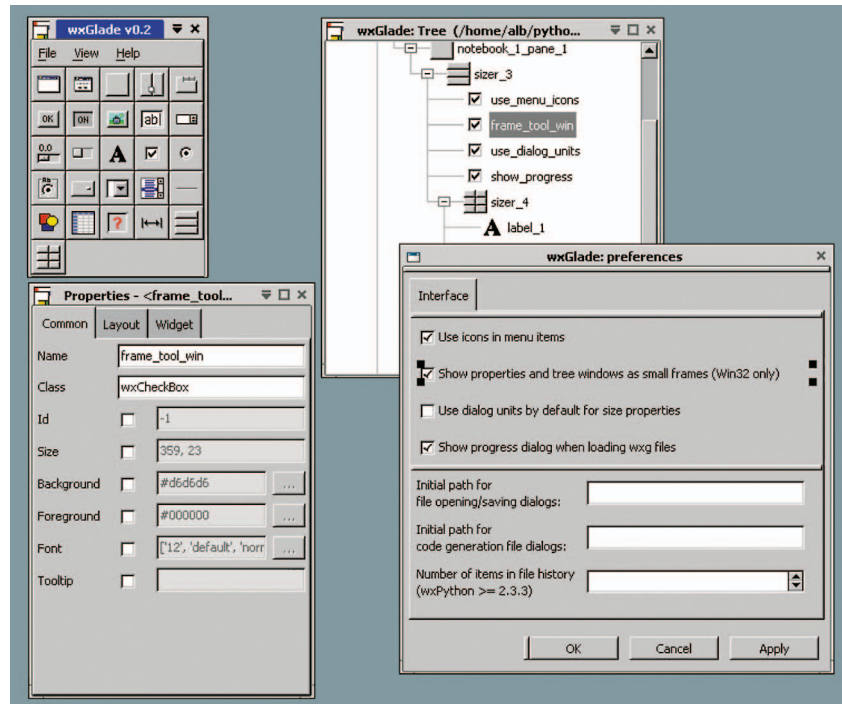 wxGlade v0.2
File View Help
OK ON ab|
0.0
A
Rb
?
wxGlade: Tree (/home/alb/pytho...
notebook_1_pane_1
sizer_3
use_menu_icons
frame_tool_win
use_dialog_units
show_progress
sizer_4
A label_1
Properties - <frame_tool...
Common Layout Widget
Name frame_tool_win
Class wxCheckBox
Id -1
Size 359, 23
Background #d6d6d6 ...
Foreground #000000 ...
Font ['12', 'default', 'norr ...
Tooltip
wxGlade: preferences
Interface
Use icons in menu items
Show properties and tree windows as small frames (Win32 only)
Use dialog units by default for size properties
Show progress dialog when loading wxg files
Initial path for
file opening/saving dialogs:
Initial path for
code generation file dialogs:
Number of items in file history
(wxPython >= 2.3.3)
OK Cancel Apply